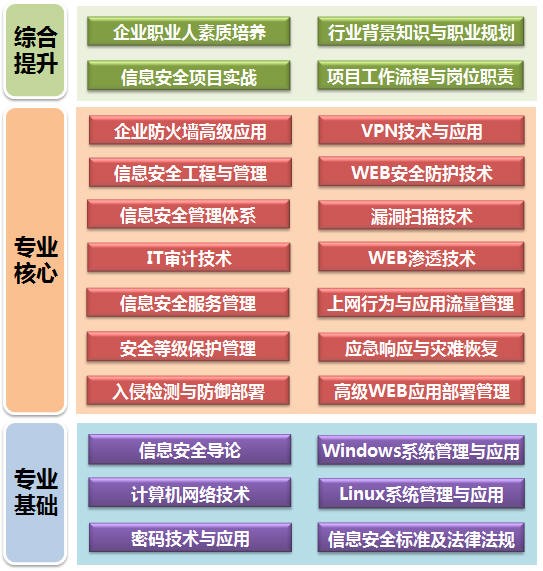 综合
提升
企业职业人素质培养
行业背景知识与职业规划
信息安全项目实战
项目工作流程与岗位职责
专业
核心
企业防火墙高级应用
VPN技术与应用
信息安全工程与管理
WEB安全防护技术
信息安全管理体系
漏洞扫描技术
IT审计技术
WEB渗透技术
信息安全服务管理
上网行为与应用流量管理
安全等级保护管理
应急响应与灾难恢复
入侵检测与防御部署
高级WEB应用部署管理
专业
基础
信息安全导论
Windows系统管理与应用
计算机网络技术
Linux系统管理与应用
密码技术与应用
信息安全标准及法律法规